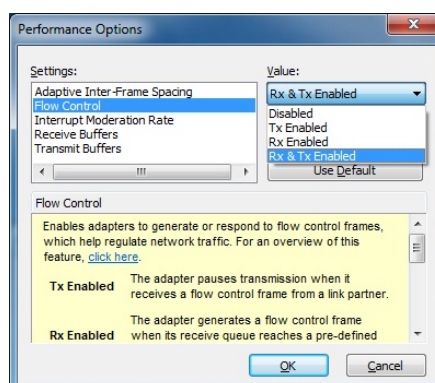 Performance Options
Settings:
Value:
Adaptive Inter-Frame Spacing
Flow Control
Interrupt Moderation Rate
Receive Buffers
Transmit Buffers
Rx & Tx Enabled
Disabled
Tx Enabled
Rx Enabled
Rx & Tx Enabled
Use Default
Flow Control
Enables adapters to generate or respond to flow control frames,
which help regulate network traffic. For an overview of this
feature, click here.
Tx Enabled
The adapter pauses transmission when it
receives a flow control frame from a link partner.
Rx Enabled
The adapter generates a flow control frame
when its receive queue reaches a pre-defined
OK
Cancel